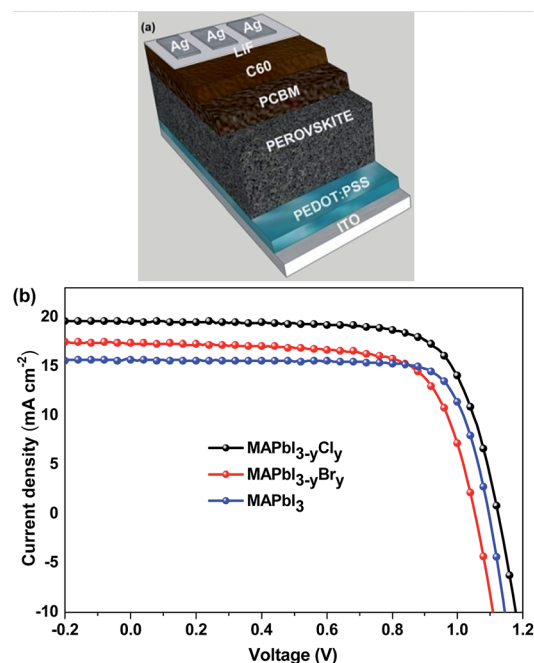 (a)
Ag Ag Ag
LiF
C60
PCBM
PEROVSKITE
PEDOT:PSS
ITO
(b)
20
15
10
5
0
-5
-10
Current density (mA cm⁻²)
MAPbI₃₋yCly
MAPbI₃₋yBry
MAPbI₃
-0.2 0.0 0.2 0.4 0.6 0.8 1.0 1.2
Voltage (V)